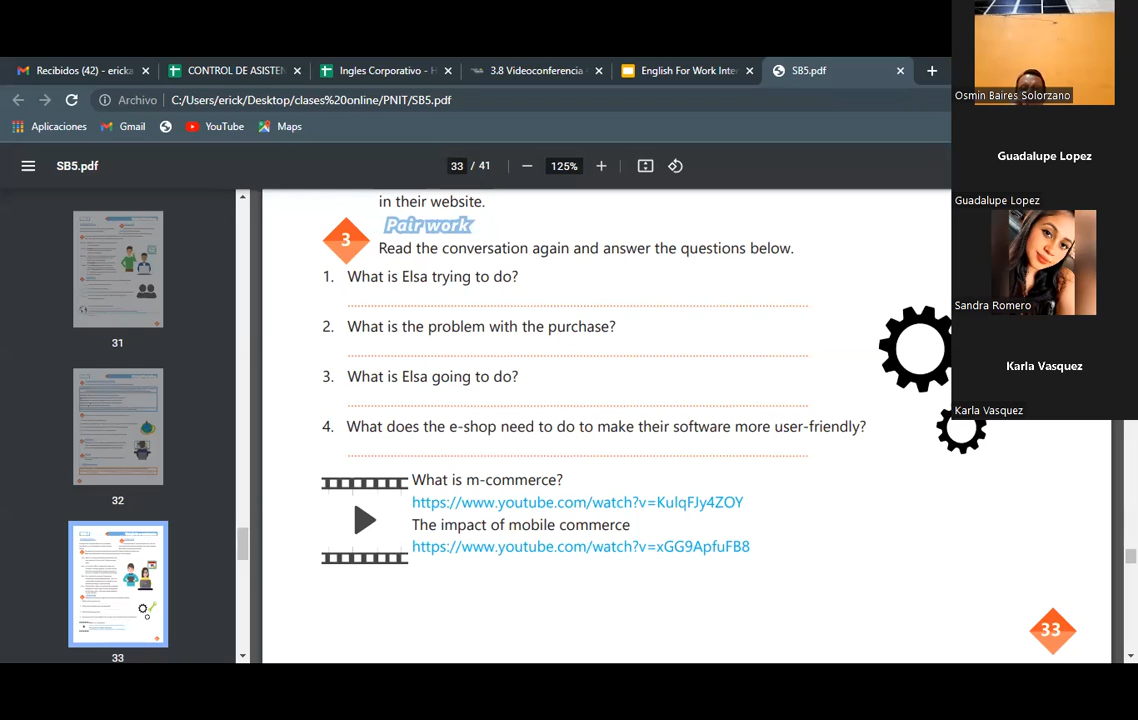 Recibidos (42) - ericka
CONTROL DE ASISTEN
Ingles Corporativo - H
3.8 Videoconferencia
English For Work Inter
SB5.pdf
Archivo
C:/Users/erick/Desktop/clases%20online/PNIT/SB5.pdf
Aplicaciones
Gmail
YouTube
Maps
SB5.pdf
33 / 41
125%
31
32
33
in their website.
3
Pair work
Read the conversation again and answer the questions below.
1. What is Elsa trying to do?
2. What is the problem with the purchase?
3. What is Elsa going to do?
4. What does the e-shop need to do to make their software more user-friendly?
What is m-commerce?
https://www.youtube.com/watch?v=KuIqFJy4ZOY
The impact of mobile commerce
https://www.youtube.com/watch?v=xGG9ApfuFB8
33
Osmin Baires Solorzano
Guadalupe Lopez
Guadalupe Lopez
Sandra Romero
Karla Vasquez
Karla Vasquez